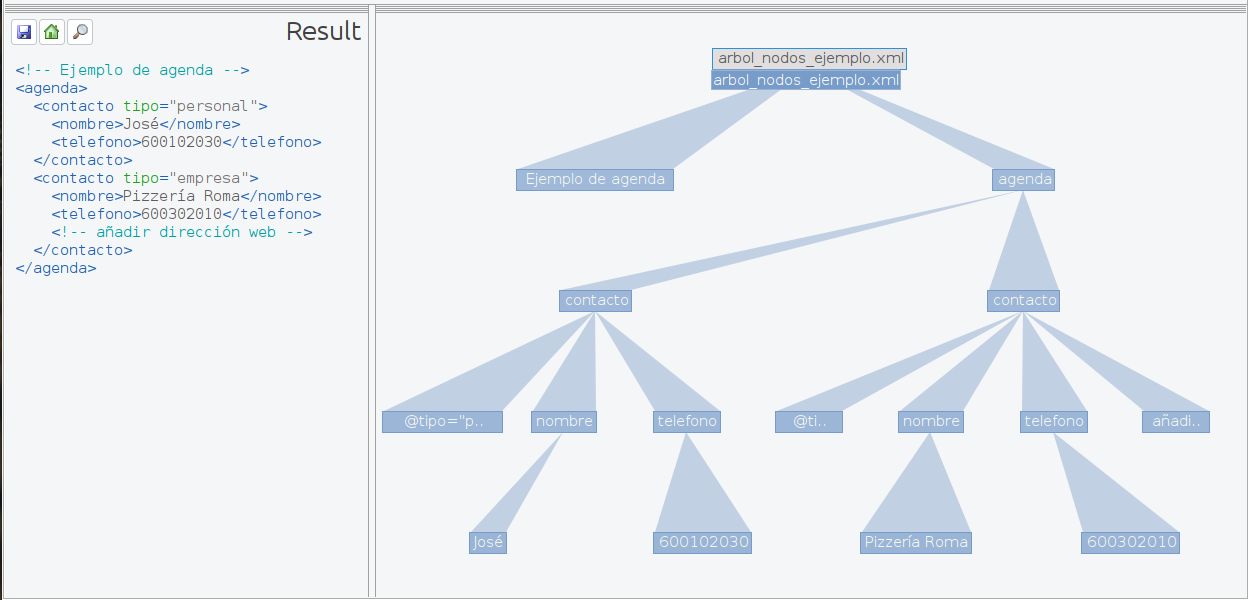 Result
<!-- Ejemplo de agenda -->
<agenda>
<contacto tipo="personal">
<nombre>José</nombre>
<telefono>600102030</telefono>
</contacto>
<contacto tipo="empresa">
<nombre>Pizzería Roma</nombre>
<telefono>600302010</telefono>
<!-- añadir dirección web -->
</contacto>
</agenda>
arbol_nodos_ejemplo.xml
arbol_nodos_ejemplo.xml
Ejemplo de agenda agenda
contacto contacto
@tipo="p.. nombre telefono @ti.. nombre telefono añadi..
José 600102030 Pizzería Roma 600302010